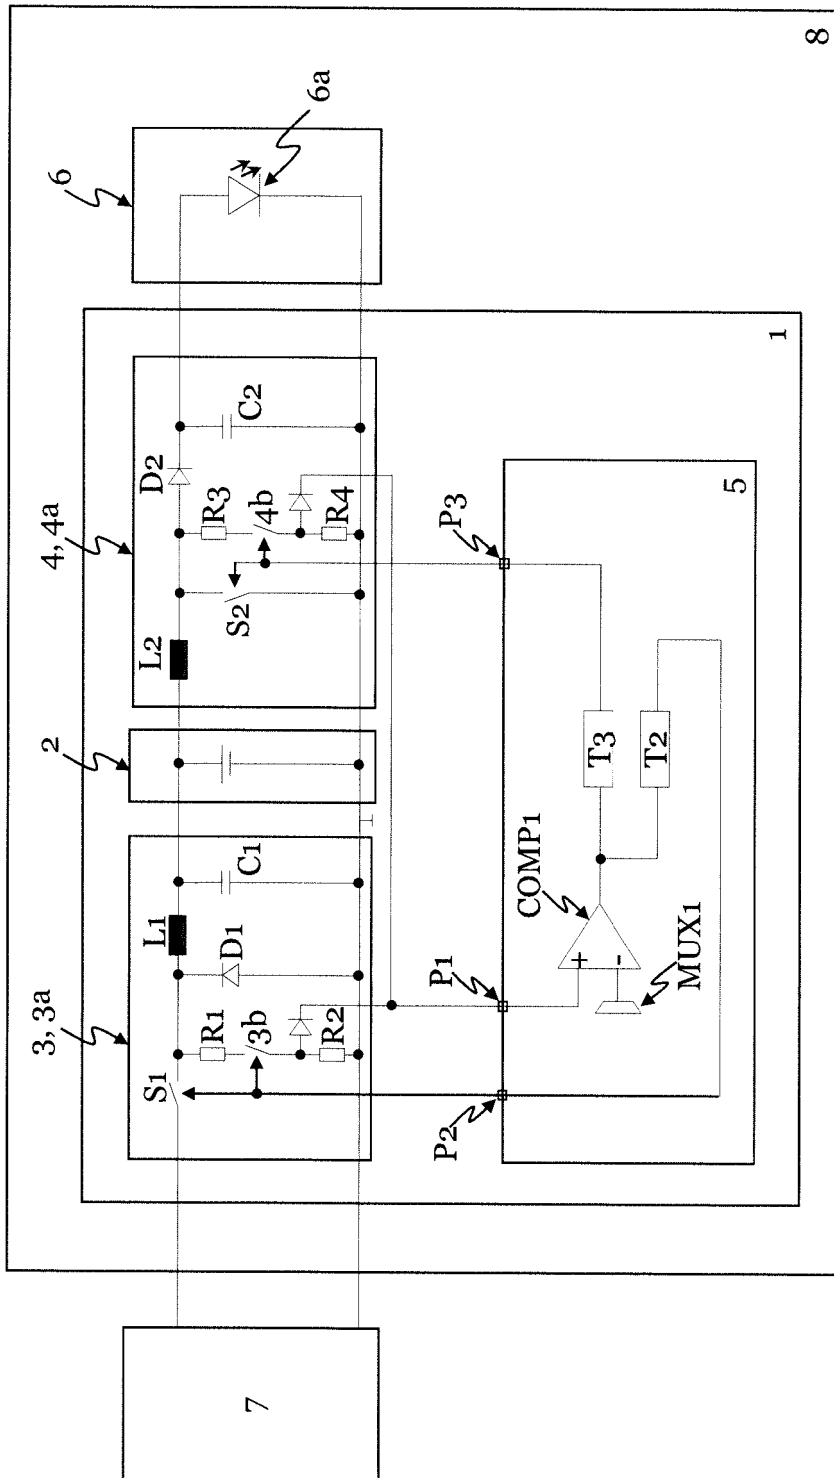 7
8
1
3, 3a
2
4, 4a
6
6a
S1
R1
3b
R2
L1
D1
C1
L2
S2
R3
4b
R4
D2
C2
P2
P1
P3
5
COMP1
+
-
MUX1
T3
T2